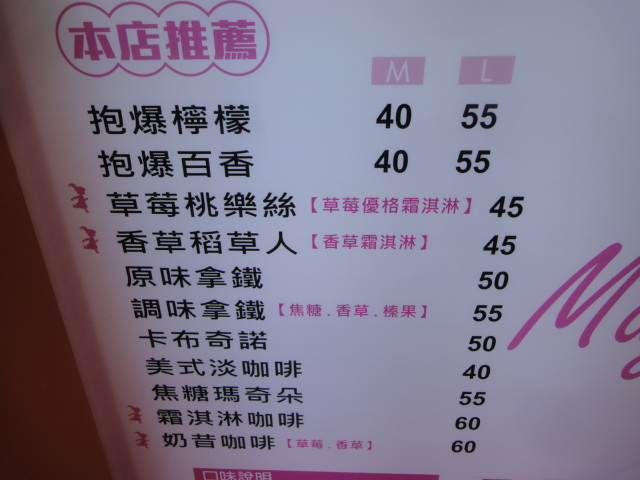 本店推薦
M L
抱爆檸檬 40 55
抱爆百香 40 55
草莓桃樂絲【草莓優格霜淇淋】 45
香草稻草人【香草霜淇淋】 45
原味拿鐵 50
調味拿鐵【焦糖.香草.榛果】 55
卡布奇諾 50
美式淡咖啡 40
焦糖瑪奇朵 55
霜淇淋咖啡 60
奶昔咖啡【草莓.香草】 60
口味說明